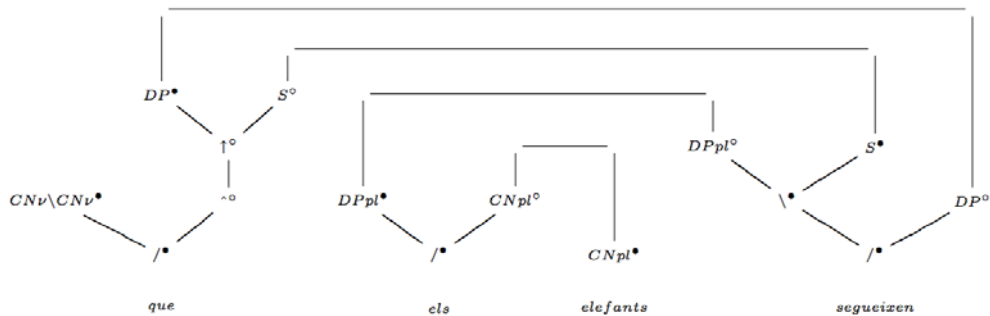 DP• S°
↑° DPpl° S•
CNν\CNν• ˆ° DPpl• CNpl° \• DP°
/• /• CNpl• /•
que els elefants segueixen